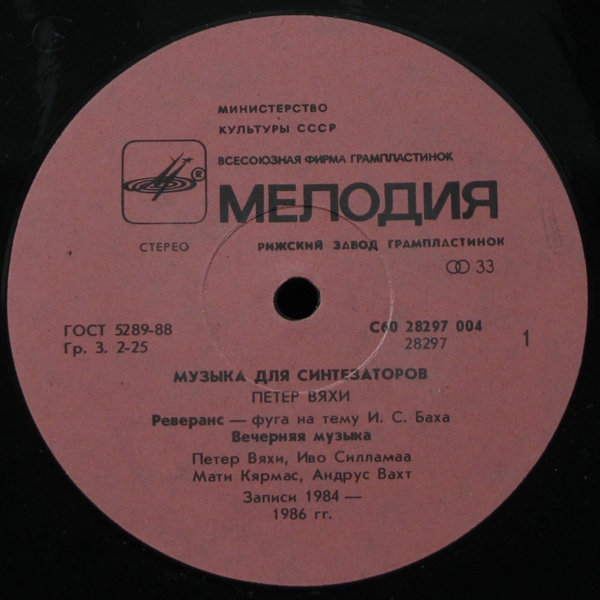 МИНИСТЕРСТВО
КУЛЬТУРЫ СССР
ВСЕСОЮЗНАЯ ФИРМА ГРАМПЛАСТИНОК
® МЕЛОДИЯ
СТЕРЕО
РИЖСКИЙ ЗАВОД ГРАМПЛАСТИНОК
33
ГОСТ 5289-88
Гр. 3. 2-25
С60 28297 004
28297
1
МУЗЫКА ДЛЯ СИНТЕЗАТОРОВ
ПЕТЕР ВЯХИ
Реверанс — фуга на тему И. С. Баха
Вечерняя музыка
Петер Вяхи, Иво Силламаа
Мати Кярмас, Андрус Вахт
Записи 1984 —
1986 гг.